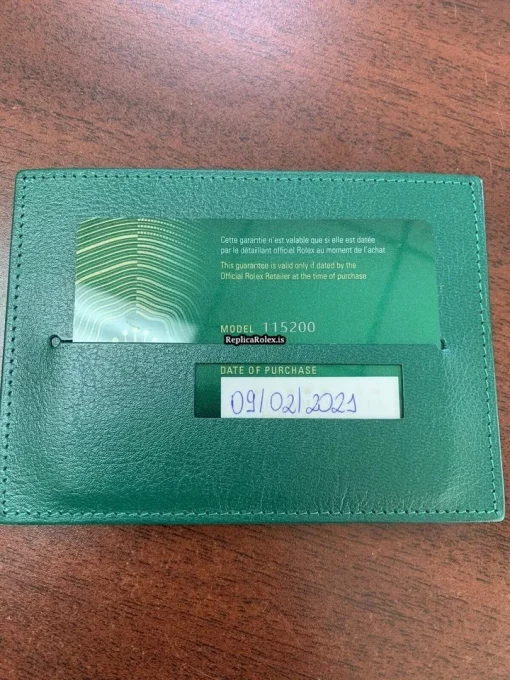 Cette garantie n'est valable que si elle est datée
par le détaillant officiel Rolex au moment de l'achat
This guarantee is valid only if dated by the
Official Rolex Retailer at the time of purchase
MODEL 115200
ReplicaRolex.is
DATE OF PURCHASE
09/02/2021